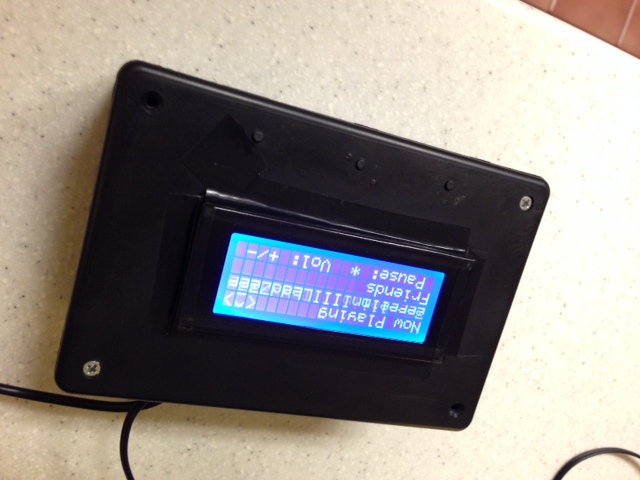 Now Playing <^>
Friends
Pause: * Vol: +/-